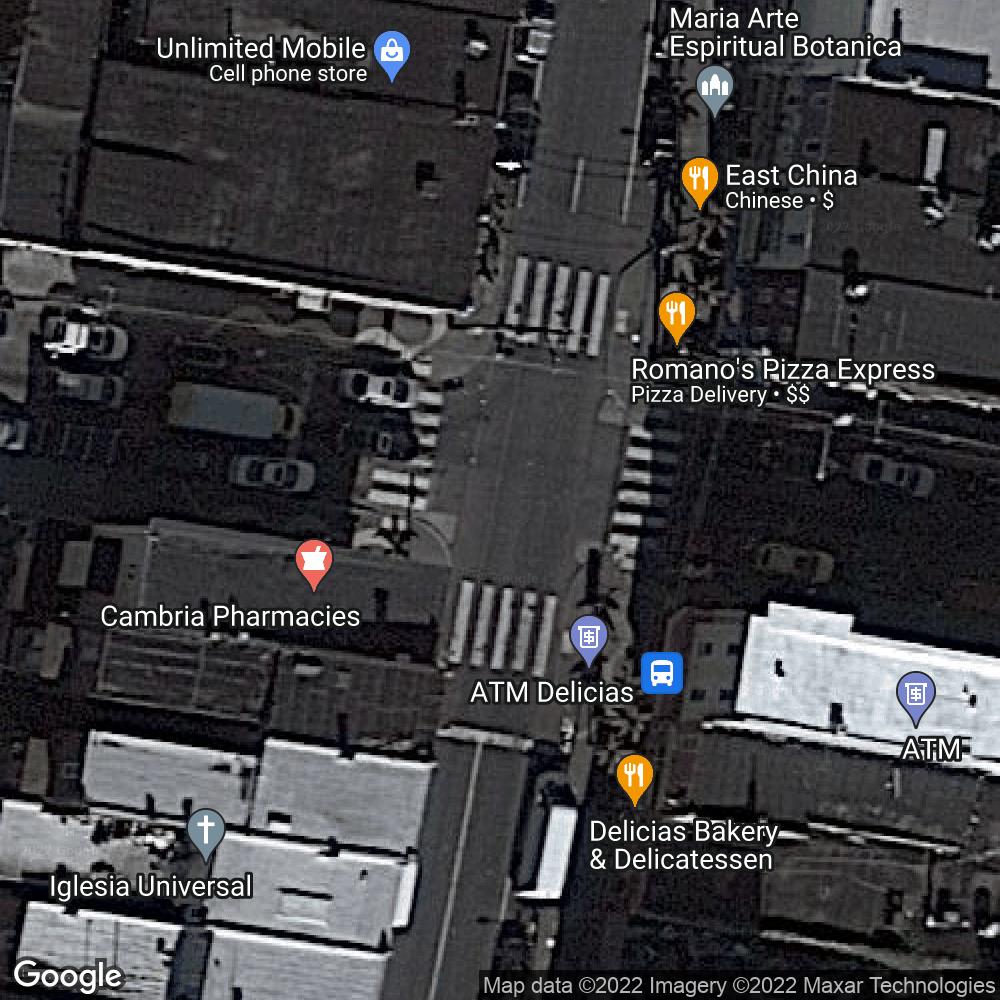 Maria Arte
Espiritual Botanica
Unlimited Mobile
Cell phone store
East China
Chinese • $
Romano's Pizza Express
Pizza Delivery • $$
Cambria Pharmacies
ATM Delicias
ATM
Delicias Bakery
& Delicatessen
Iglesia Universal
Google
Map data ©2022 Imagery ©2022 Maxar Technologies